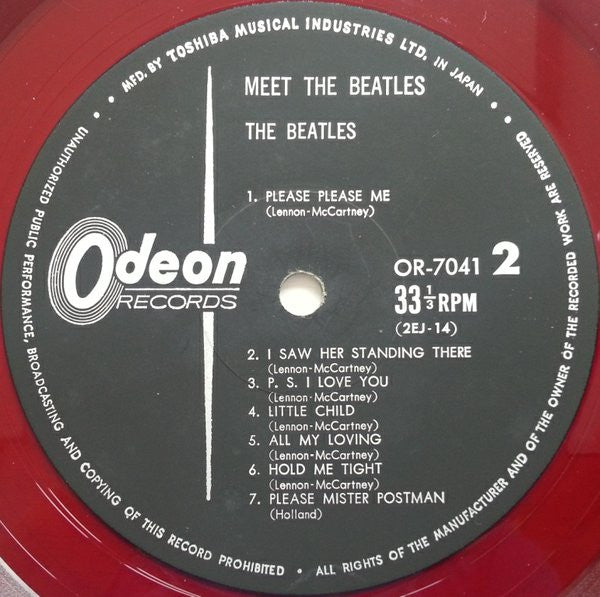 • MFD. BY TOSHIBA MUSICAL INDUSTRIES LTD. IN JAPAN •
MEET THE BEATLES
THE BEATLES
1. PLEASE PLEASE ME
(Lennon-McCartney)
Odeon
RECORDS
OR-7041 2
33 1/3 RPM
(2EJ-14)
2. I SAW HER STANDING THERE
(Lennon-McCartney)
3. P. S. I LOVE YOU
(Lennon-McCartney)
4. LITTLE CHILD
(Lennon-McCartney)
5. ALL MY LOVING
(Lennon-McCartney)
6. HOLD ME TIGHT
(Lennon-McCartney)
7. PLEASE MISTER POSTMAN
(Holland)
• UNAUTHORIZED PUBLIC PERFORMANCE, BROADCASTING AND COPYING OF THIS RECORD PROHIBITED • ALL RIGHTS OF THE MANUFACTURER AND OF THE OWNER OF THE RECORDED WORK ARE RESERVED •